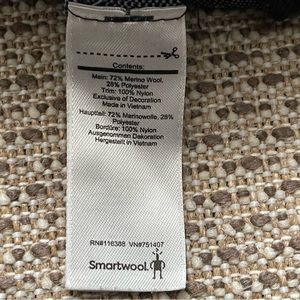 Contents:
Main: 72% Merino Wool,
28% Polyester
Trim: 100% Nylon
Exclusive of Decoration
Made in Vietnam
Hauptteil: 72% Merinowolle, 28%
Polyester
Bordüre: 100% Nylon
Ausgenommen Dekoration
Hergestellt in Vietnam
RN#116388 VN#751407
Smartwool.